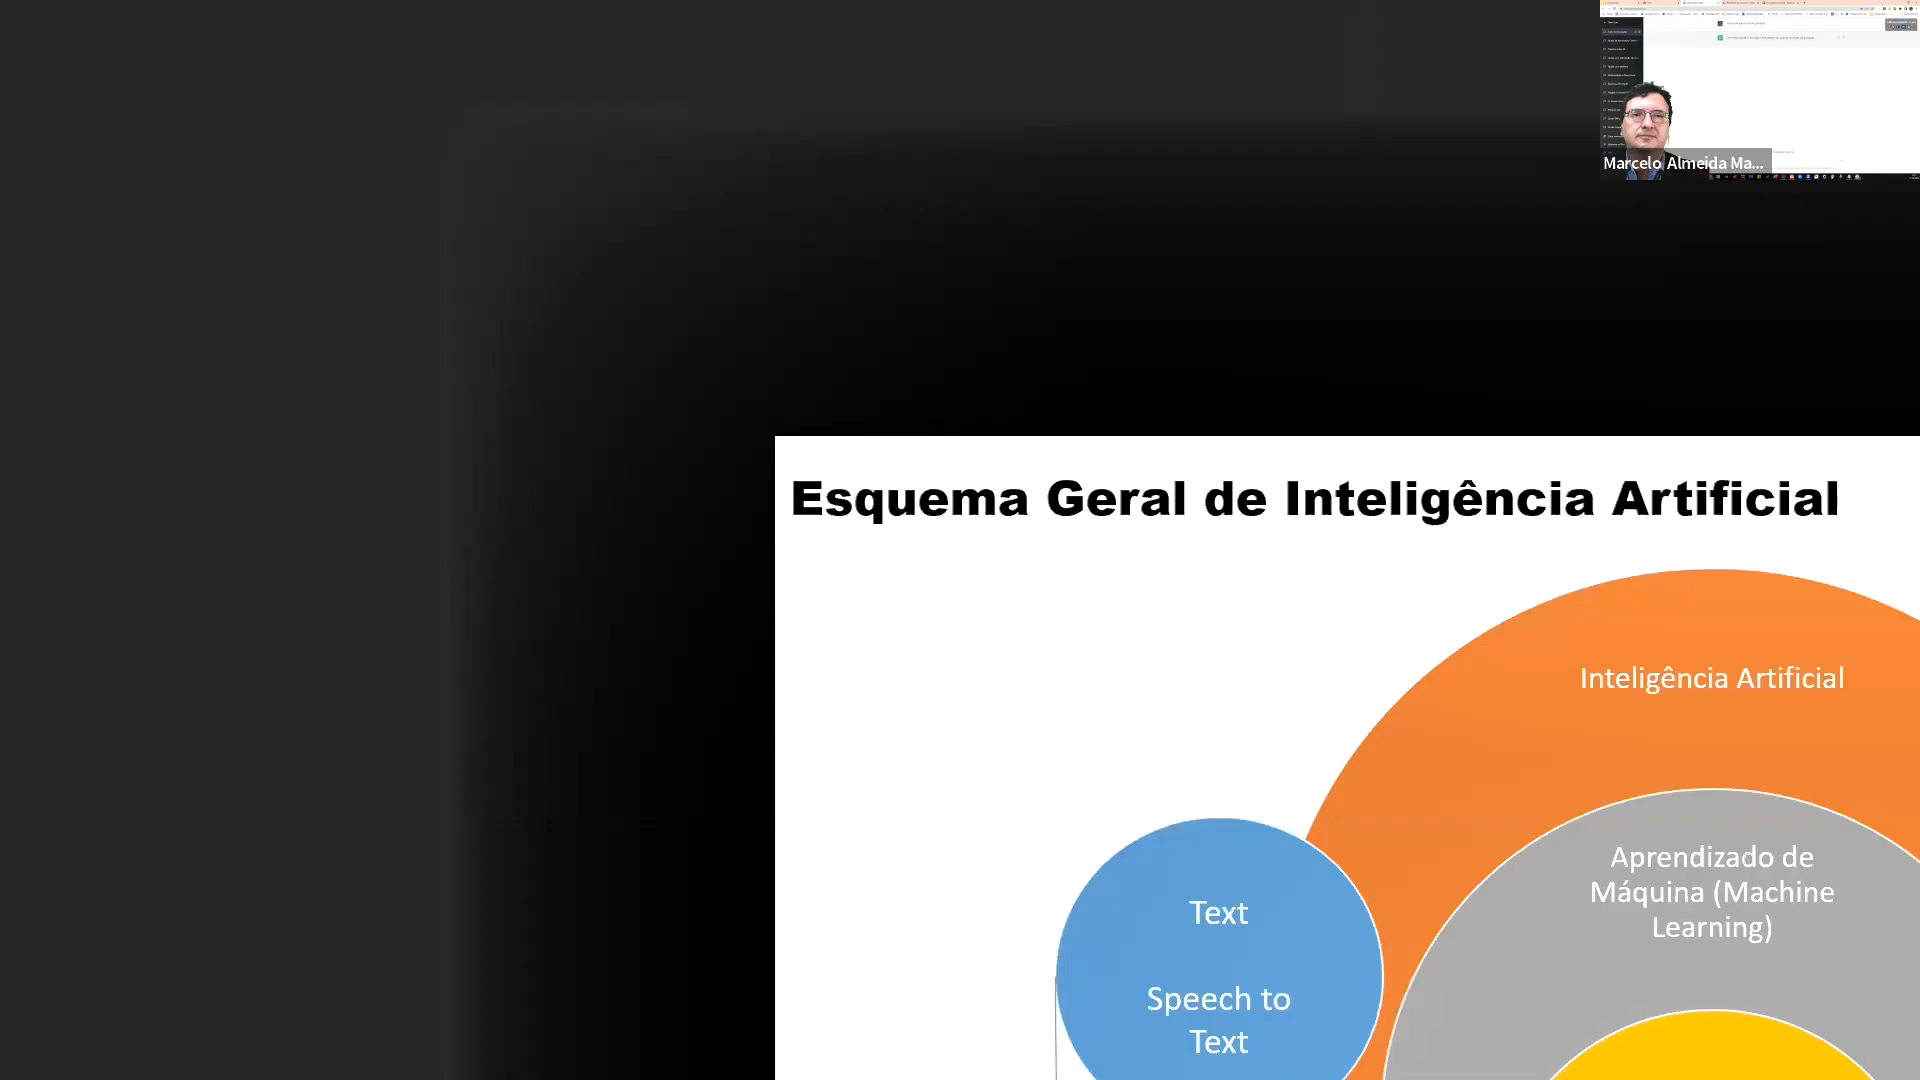 Marcelo Almeida Ma...
Esquema Geral de Inteligência Artificial
Inteligência Artificial
Aprendizado de
Máquina (Machine
Learning)
Text
Speech to
Text